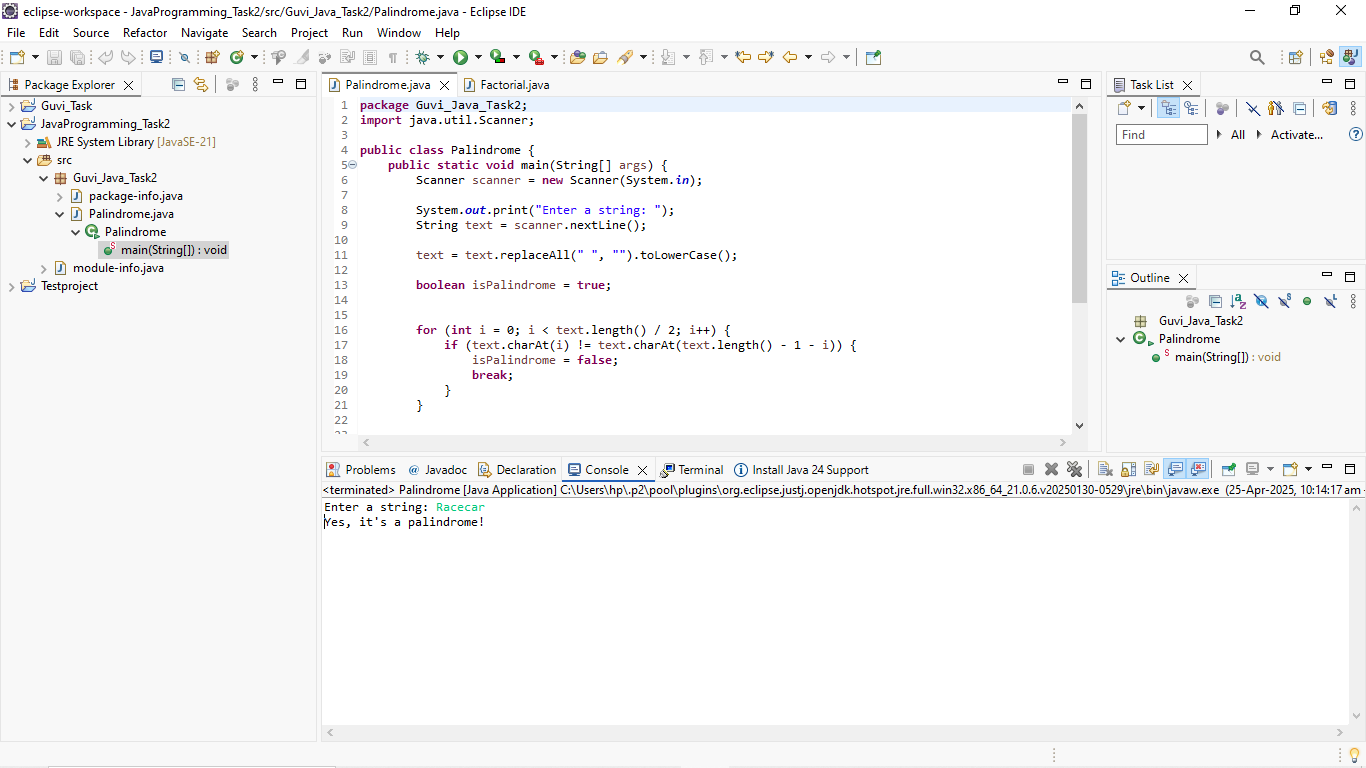 eclipse-workspace - JavaProgramming_Task2/src/Guvi_Java_Task2/Palindrome.java - Eclipse IDE
File Edit Source Refactor Navigate Search Project Run Window Help
Package Explorer
Guvi_Task
JavaProgramming_Task2
JRE System Library [JavaSE-21]
src
Guvi_Java_Task2
package-info.java
Palindrome.java
Palindrome
main(String[]) : void
module-info.java
Testproject
Palindrome.java Factorial.java
1 package Guvi_Java_Task2;
2 import java.util.Scanner;
3
4 public class Palindrome {
5 public static void main(String[] args) {
6 Scanner scanner = new Scanner(System.in);
7
8 System.out.print("Enter a string: ");
9 String text = scanner.nextLine();
10
11 text = text.replaceAll(" ", "").toLowerCase();
12
13 boolean isPalindrome = true;
14
15
16 for (int i = 0; i < text.length() / 2; i++) {
17 if (text.charAt(i) != text.charAt(text.length() - 1 - i)) {
18 isPalindrome = false;
19 break;
20 }
21 }
22
Task List
Find All Activate...
Outline
Guvi_Java_Task2
Palindrome
main(String[]) : void
Problems Javadoc Declaration Console Terminal Install Java 24 Support
<terminated> Palindrome [Java Application] C:\Users\hp\.p2\pool\plugins\org.eclipse.justj.openjdk.hotspot.jre.full.win32.x86_64_21.0.6.v20250130-0529\jre\bin\javaw.exe (25-Apr-2025, 10:14:17 am -
Enter a string: Racecar
Yes, it's a palindrome!